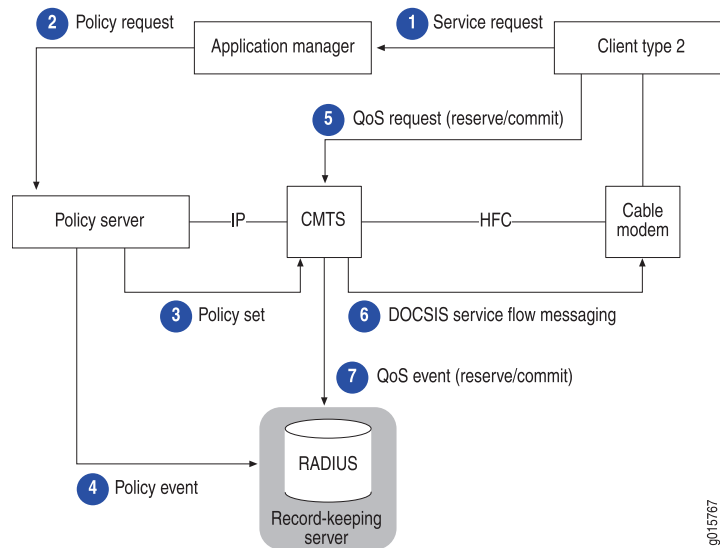 2 Policy request
1 Service request
Application manager
Client type 2
5 QoS request (reserve/commit)
Policy server
IP
CMTS
HFC
Cable
modem
3 Policy set
6 DOCSIS service flow messaging
7 QoS event (reserve/commit)
RADIUS
4 Policy event
Record-keeping
server
g015767